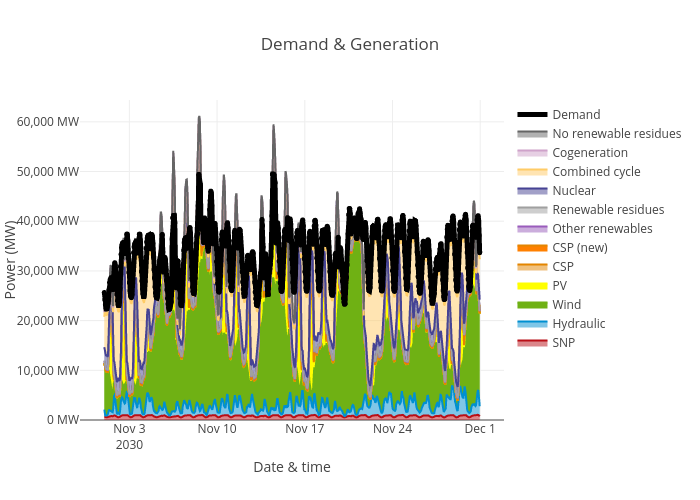 Demand & Generation
Power (MW)
60,000 MW
50,000 MW
40,000 MW
30,000 MW
20,000 MW
10,000 MW
0 MW
Nov 3
2030
Nov 10
Nov 17
Nov 24
Dec 1
Date & time
Demand
No renewable residues
Cogeneration
Combined cycle
Nuclear
Renewable residues
Other renewables
CSP (new)
CSP
PV
Wind
Hydraulic
SNP